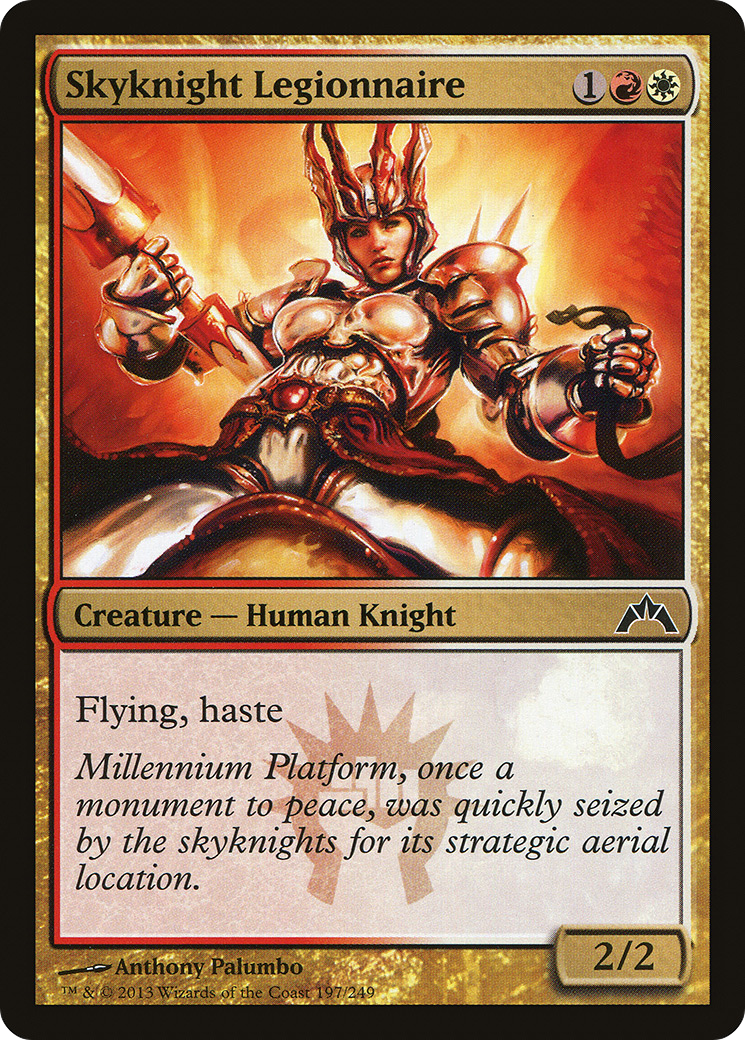 Skyknight Legionnaire 1
Creature — Human Knight
Flying, haste
Millennium Platform, once a
monument to peace, was quickly seized
by the skyknights for its strategic aerial
location.
2/2
Anthony Palumbo
™ & © 2013 Wizards of the Coast 197/249